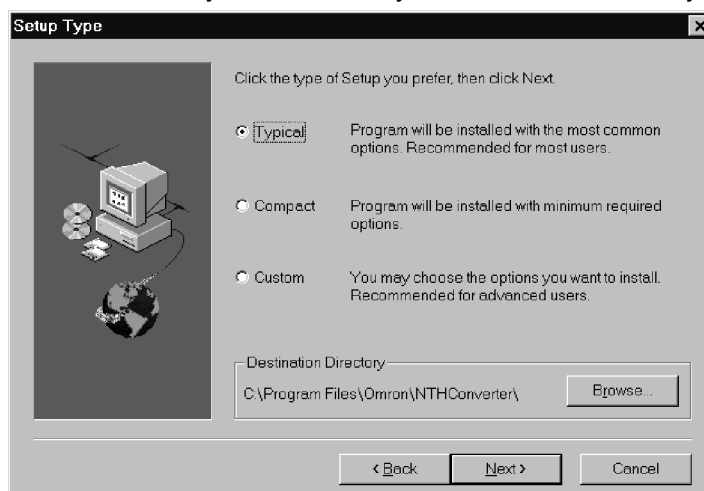 Setup Type
Click the type of Setup you prefer, then click Next.
Typical
Program will be installed with the most common
options. Recommended for most users.
Compact
Program will be installed with minimum required
options.
Custom
You may choose the options you want to install.
Recommended for advanced users.
Destination Directory
C:\Program Files\Omron\NTHConverter\
Browse...
< Back
Next >
Cancel